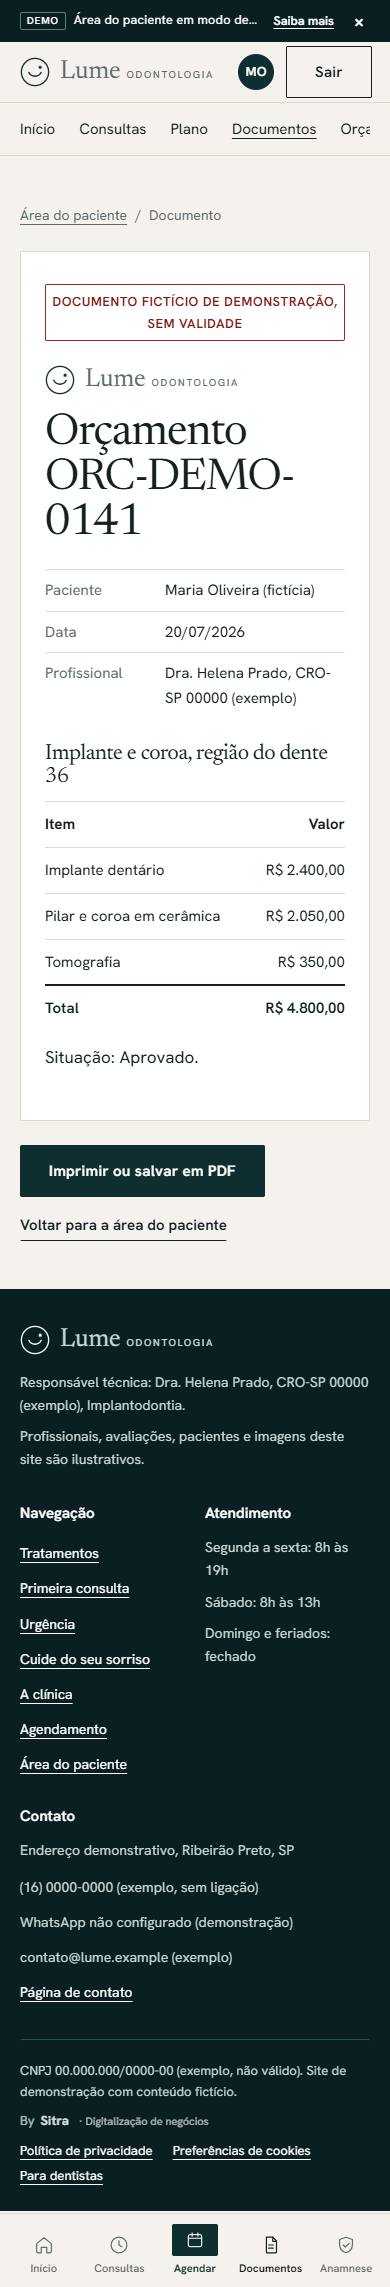 DEMO Área do paciente em modo de... Saiba mais ×
Lume ODONTOLOGIA MO Sair
Início Consultas Plano Documentos Orça
Área do paciente / Documento
DOCUMENTO FICTÍCIO DE DEMONSTRAÇÃO,
SEM VALIDADE
Lume ODONTOLOGIA
Orçamento
ORC-DEMO-
0141
Paciente Maria Oliveira (fictícia)
Data 20/07/2026
Profissional Dra. Helena Prado, CRO-
SP 00000 (exemplo)
Implante e coroa, região do dente
36
Item Valor
Implante dentário R$ 2.400,00
Pilar e coroa em cerâmica R$ 2.050,00
Tomografia R$ 350,00
Total R$ 4.800,00
Situação: Aprovado.
Imprimir ou salvar em PDF
Voltar para a área do paciente
Lume ODONTOLOGIA
Responsável técnica: Dra. Helena Prado, CRO-SP 00000
(exemplo), Implantodontia.
Profissionais, avaliações, pacientes e imagens deste
site são ilustrativos.
Navegação
Tratamentos
Primeira consulta
Urgência
Cuide do seu sorriso
A clínica
Agendamento
Área do paciente
Atendimento
Segunda a sexta: 8h às
19h
Sábado: 8h às 13h
Domingo e feriados:
fechado
Contato
Endereço demonstrativo, Ribeirão Preto, SP
(16) 0000-0000 (exemplo, sem ligação)
WhatsApp não configurado (demonstração)
contato@lume.example (exemplo)
Página de contato
CNPJ 00.000.000/0000-00 (exemplo, não válido). Site de
demonstração com conteúdo fictício.
By Sitra · Digitalização de negócios
Política de privacidade Preferências de cookies
Para dentistas
Início Consultas Agendar Documentos Anamnese